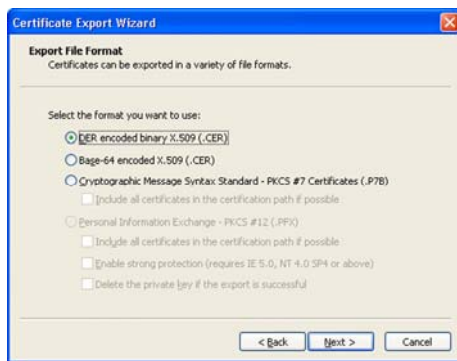 Certificate Export Wizard
Export File Format
Certificates can be exported in a variety of file formats.
Select the format you want to use:
DER encoded binary X.509 (.CER)
Base-64 encoded X.509 (.CER)
Cryptographic Message Syntax Standard - PKCS #7 Certificates (.P7B)
Include all certificates in the certification path if possible
Personal Information Exchange - PKCS #12 (.PFX)
Include all certificates in the certification path if possible
Enable strong protection (requires IE 5.0, NT 4.0 SP4 or above)
Delete the private key if the export is successful
< Back Next > Cancel